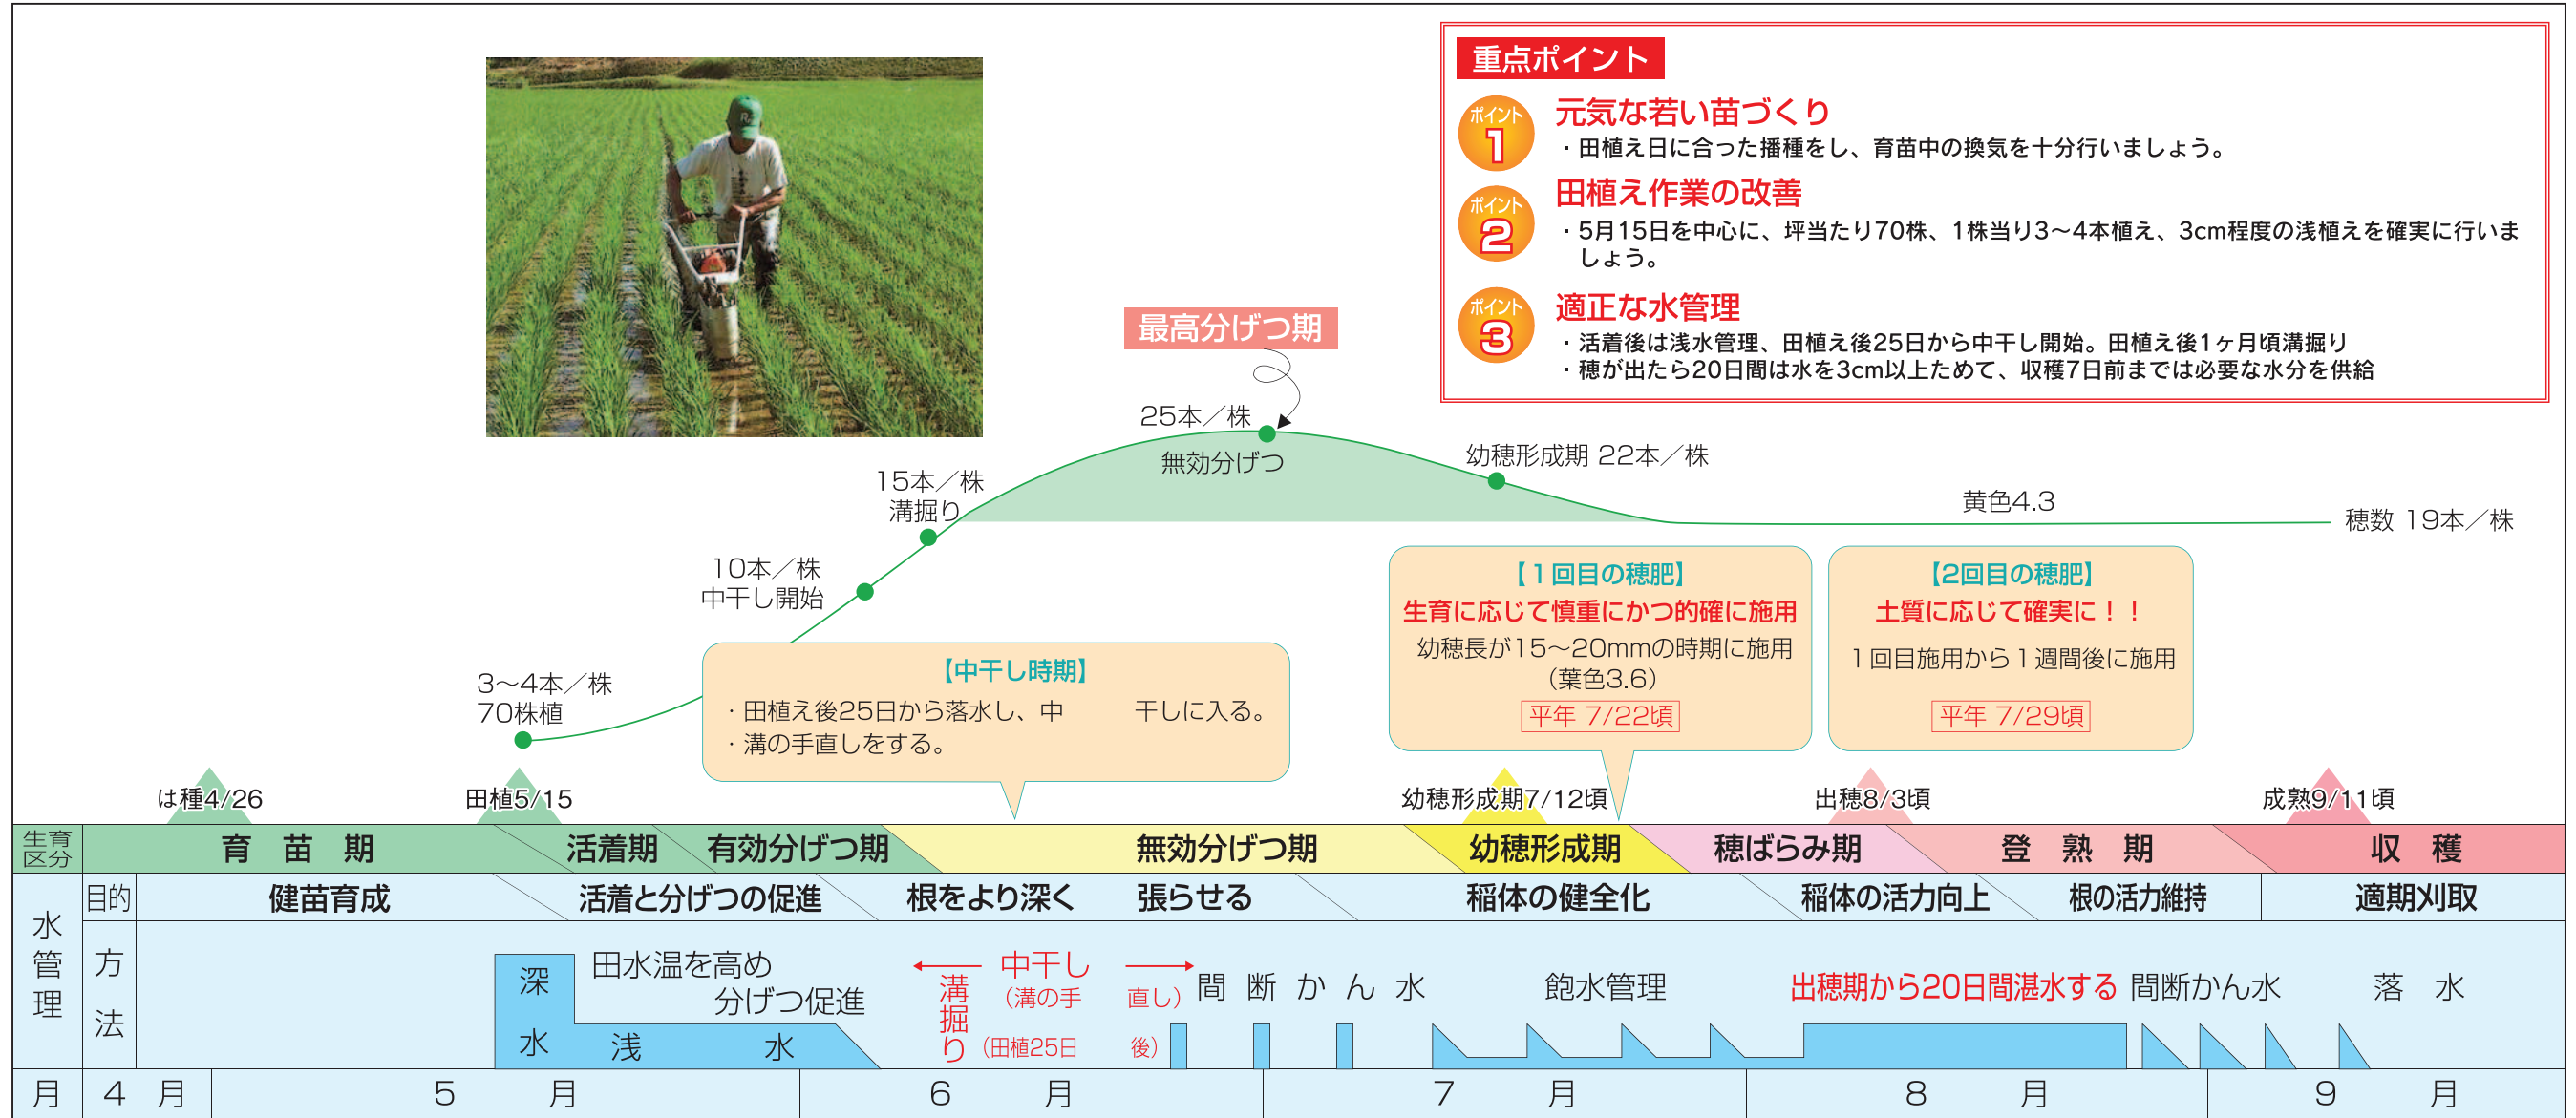 重点ポイント
ポイント
1
元気な若い苗づくり
・田植え日に合った播種をし、育苗中の換気を十分行いましょう。
ポイント
2
田植え作業の改善
・5月15日を中心に、坪当たり70株、1株当り3〜4本植え、3cm程度の浅植えを確実に行いま
しょう。
ポイント
3
適正な水管理
・活着後は浅水管理、田植え後25日から中干し開始。田植え後1ヶ月頃溝掘り
・穂が出たら20日間は水を3cm以上ためて、収穫7日前までは必要な水分を供給
最高分げつ期
25本／株
無効分げつ
幼穂形成期 22本／株
15本／株
溝掘り
黄色4.3
穂数 19本／株
10本／株
中干し開始
3〜4本／株
70株植
【中干し時期】
・田植え後25日から落水し、中　　　干しに入る。
・溝の手直しをする。
【１回目の穂肥】
生育に応じて慎重にかつ的確に施用
幼穂長が15〜20mmの時期に施用
（葉色3.6）
平年 7/22頃
【2回目の穂肥】
土質に応じて確実に！！
１回目施用から１週間後に施用
平年 7/29頃
は種4/26
田植5/15
幼穂形成期7/12頃
出穂8/3頃
成熟9/11頃
生育
区分
育　苗　期
活着期
有効分げつ期
無効分げつ期
幼穂形成期
穂ばらみ期
登　熟　期
収　穫
水管理
目的
健苗育成
活着と分げつの促進
根をより深く　　張らせる
稲体の健全化
稲体の活力向上
根の活力維持
適期刈取
方法
深水
田水温を高め
分げつ促進
浅　　　　水
溝掘り
中干し
（溝の手　　直し）
（田植25日　　後）
間　断　か　ん　水
飽水管理
出穂期から20日間湛水する
間断かん水
落　水
月
4　月
5　　　月
6　　　月
7　　　月
8　　　月
9　　　月